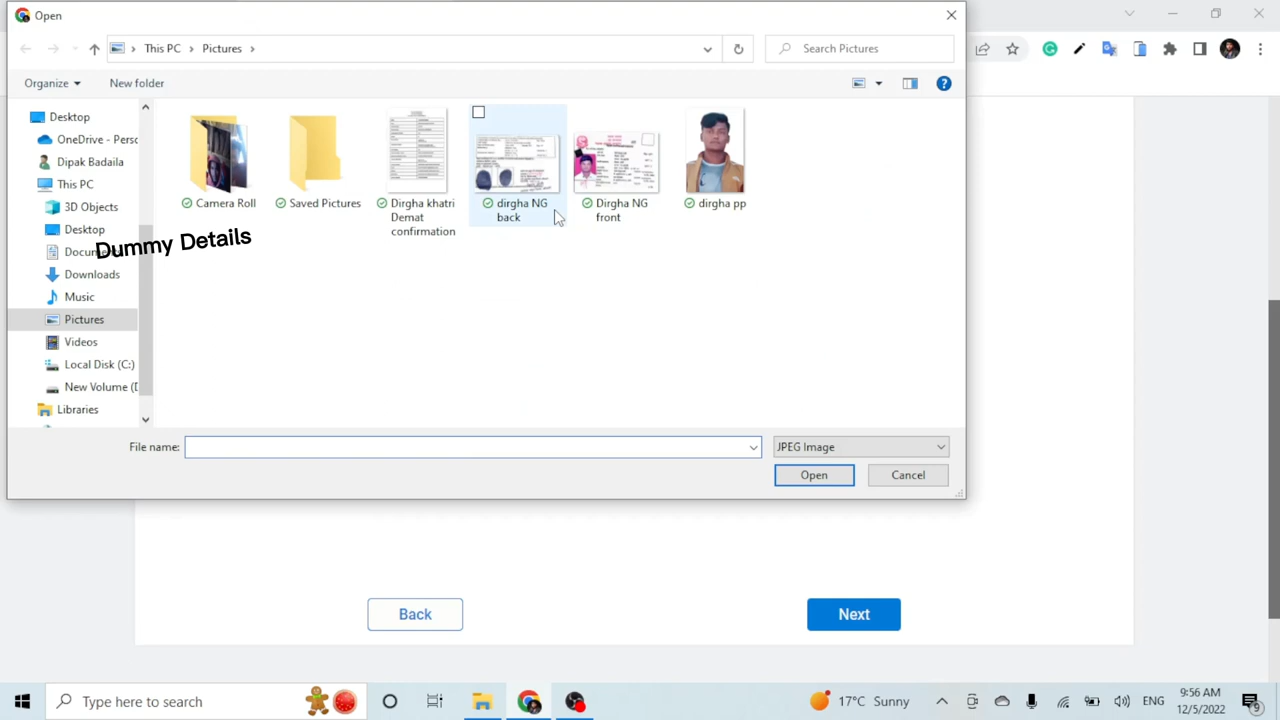 Open
This PC
Pictures
Search Pictures
Organize
New folder
Desktop
OneDrive - Perso
Dipak Badaila
This PC
3D Objects
Desktop
Docum
Downloads
Music
Pictures
Videos
Local Disk (C:)
New Volume (D
Libraries
Dummy Details
Camera Roll
Saved Pictures
Dirgha khatri
Demat
confirmation
dirgha NG
back
Dirgha NG
front
dirgha pp
File name:
JPEG Image
Open
Cancel
Back
Next
Type here to search
17°C Sunny
ENG
9:56 AM
12/5/2022
9